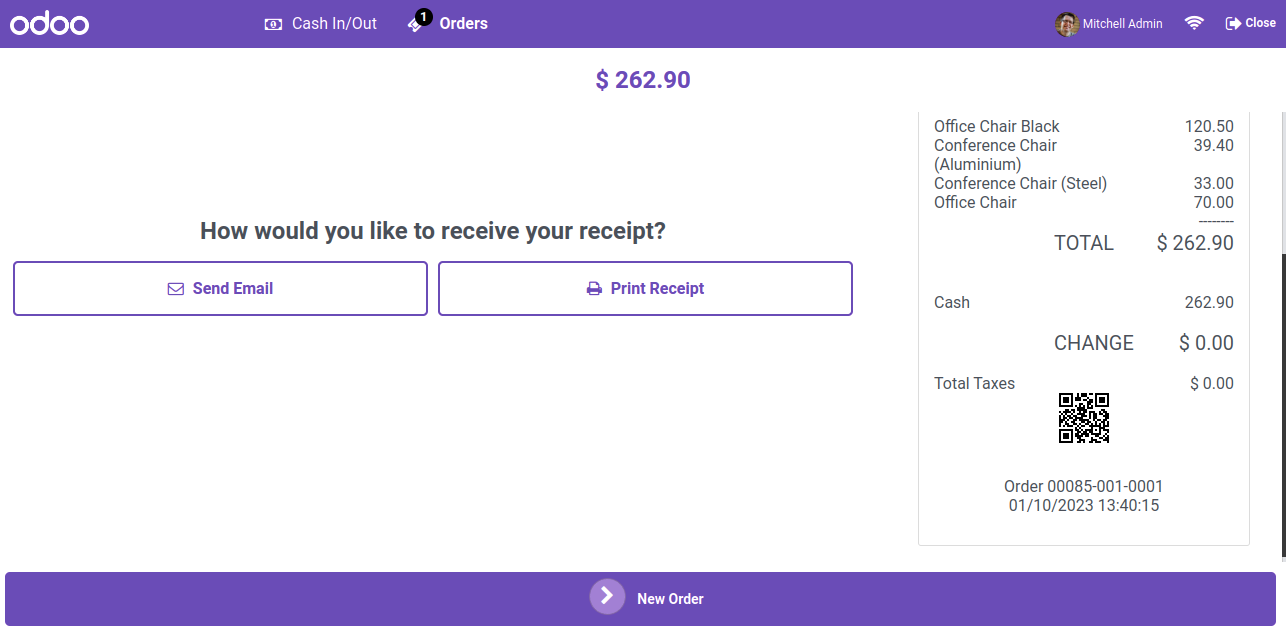 odoo
Cash In/Out
1
Orders
Mitchell Admin
Close
$ 262.90
How would you like to receive your receipt?
Send Email
Print Receipt
Office Chair Black 120.50
Conference Chair 39.40
(Aluminium)
Conference Chair (Steel) 33.00
Office Chair 70.00
--------
TOTAL $ 262.90
Cash 262.90
CHANGE $ 0.00
Total Taxes $ 0.00
Order 00085-001-0001
01/10/2023 13:40:15
New Order